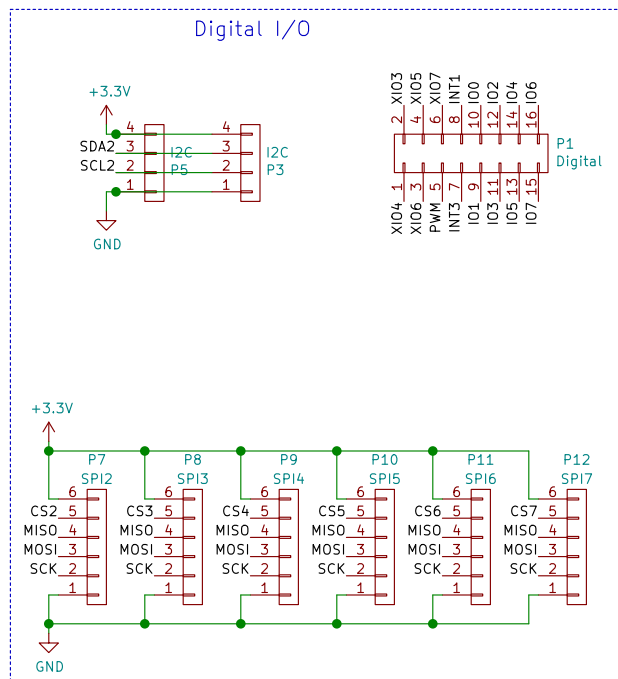 Digital I/O
+3.3V
4
4
SDA2
3
3
I2C
I2C
SCL2
2
2
P5
P3
1
1
GND
XIO3
XIO5
XIO7
INT1
IO0
IO2
IO4
IO6
2
4
6
8
10
12
14
16
P1
Digital
1
3
5
7
9
11
13
15
XIO4
XIO6
PWM
INT3
IO1
IO3
IO5
IO7
+3.3V
P7
SPI2
6
CS2 5
MISO 4
MOSI 3
SCK 2
1
P8
SPI3
6
CS3 5
MISO 4
MOSI 3
SCK 2
1
P9
SPI4
6
CS4 5
MISO 4
MOSI 3
SCK 2
1
P10
SPI5
6
CS5 5
MISO 4
MOSI 3
SCK 2
1
P11
SPI6
6
CS6 5
MISO 4
MOSI 3
SCK 2
1
P12
SPI7
6
CS7 5
MISO 4
MOSI 3
SCK 2
1
GND